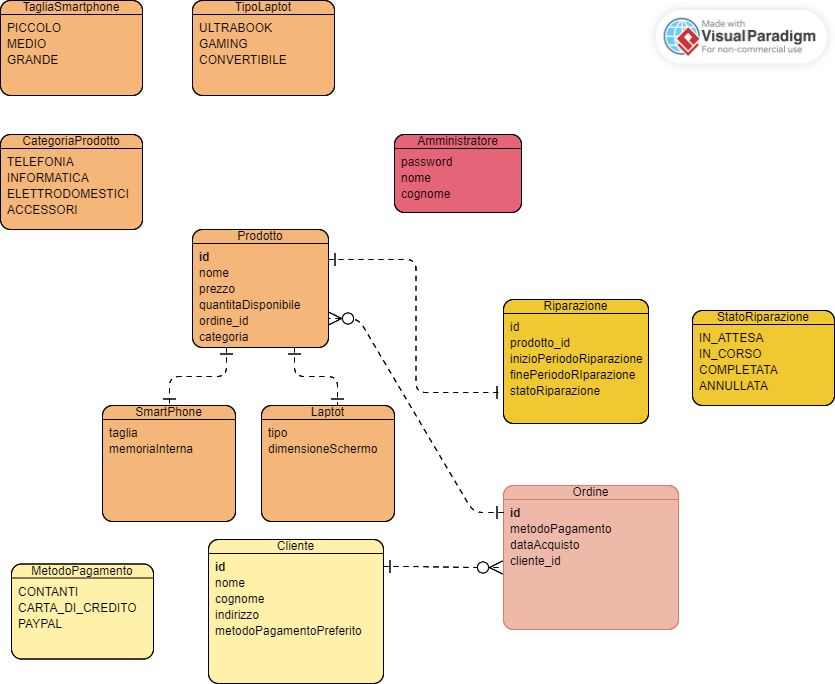 TagliaSmartphone
PICCOLO
MEDIO
GRANDE
TipoLaptot
ULTRABOOK
GAMING
CONVERTIBILE
Made with
VisualParadigm
For non-commercial use
CategoriaProdotto
TELEFONIA
INFORMATICA
ELETTRODOMESTICI
ACCESSORI
Amministratore
password
nome
cognome
Prodotto
id
nome
prezzo
quantitaDisponibile
ordine_id
categoria
Riparazione
id
prodotto_id
inizioPeriodoRiparazione
finePeriodoRIparazione
statoRiparazione
StatoRiparazione
IN_ATTESA
IN_CORSO
COMPLETATA
ANNULLATA
SmartPhone
taglia
memoriaInterna
Laptot
tipo
dimensioneSchermo
Ordine
id
metodoPagamento
dataAcquisto
cliente_id
Cliente
id
nome
cognome
indirizzo
metodoPagamentoPreferito
MetodoPagamento
CONTANTI
CARTA_DI_CREDITO
PAYPAL